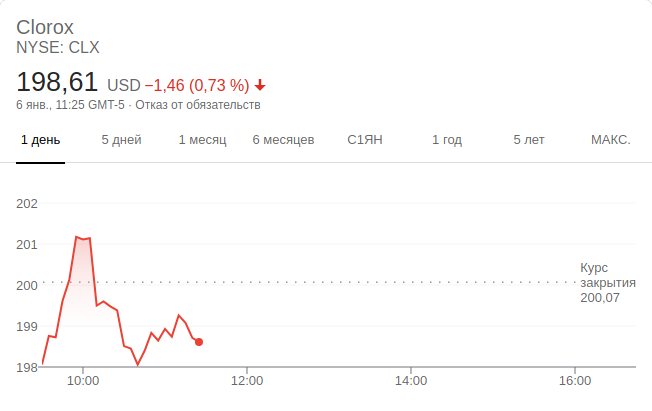 Clorox
NYSE: CLX
198,61 USD −1,46 (0,73 %)
6 янв., 11:25 GMT-5 · Отказ от обязательств
1 день 5 дней 1 месяц 6 месяцев С1ЯН 1 год 5 лет МАКС.
202
201
200
199
198
Курс
закрытия
200,07
10:00 12:00 14:00 16:00